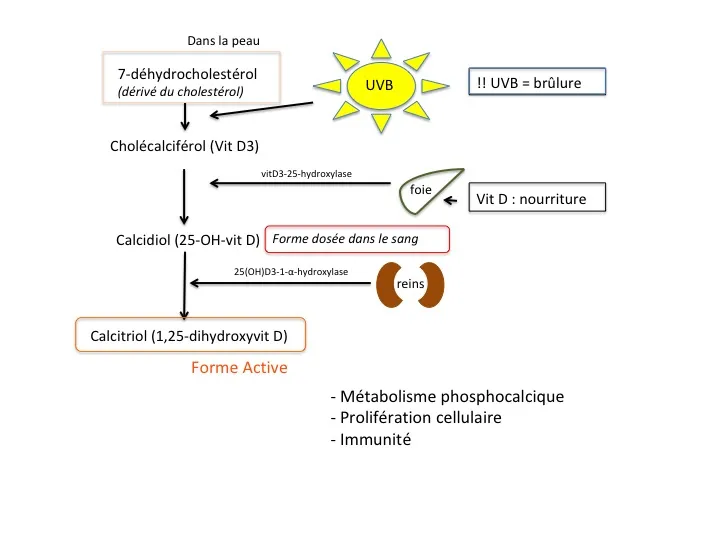 Dans la peau
7-déhydrocholestérol
(dérivé du cholestérol)
UVB
!! UVB = brûlure
Cholécalciférol (Vit D3)
vitD3-25-hydroxylase
foie
Vit D : nourriture
Calcidiol (25-OH-vit D)
Forme dosée dans le sang
25(OH)D3-1-α-hydroxylase
reins
Calcitriol (1,25-dihydroxyvit D)
Forme Active
- Métabolisme phosphocalcique
- Prolifération cellulaire
- Immunité